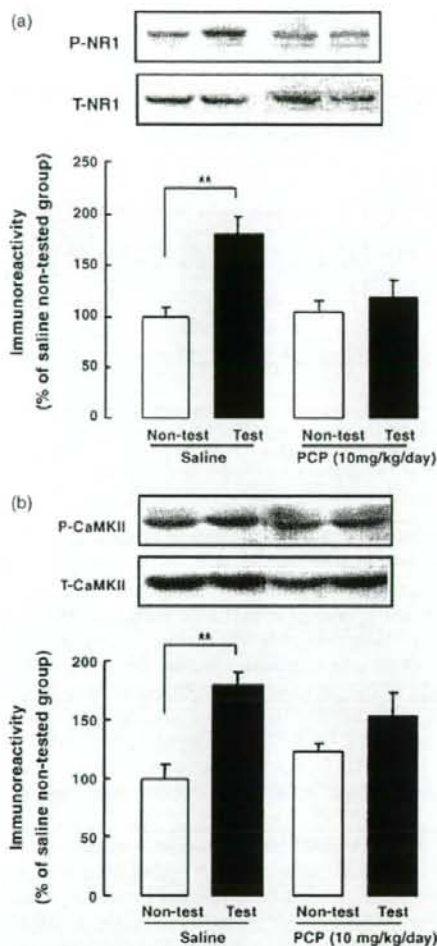 (a)
P-NR1
T-NR1
Immunoreactivity
(% of saline non-tested group)
250
200
150
100
50
0
**
Non-test Test Non-test Test
Saline PCP (10mg/kg/day)
(b)
P-CaMKII
T-CaMKII
Immunoreactivity
(% of saline non-tested group)
200
150
100
50
0
**
Non-test Test Non-test Test
Saline PCP (10 mg/kg/day)